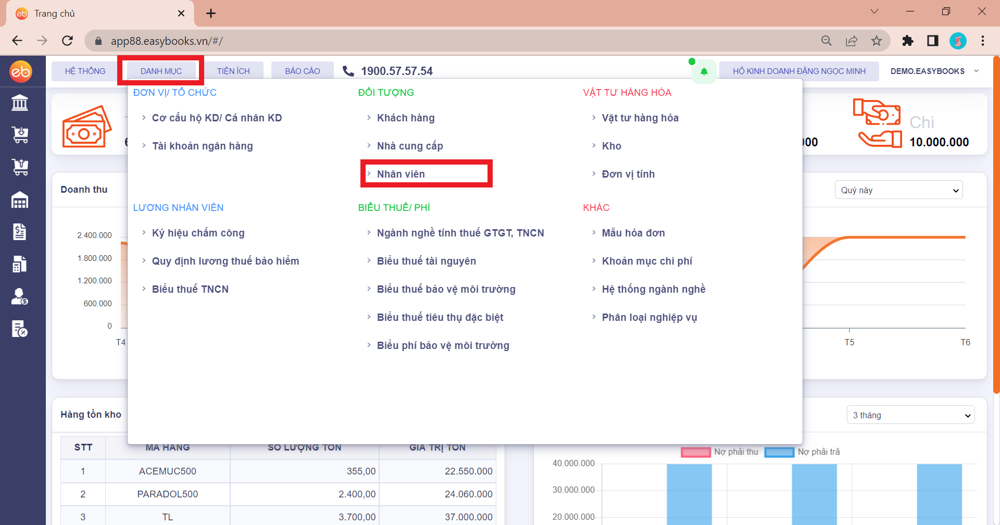 Trang chủ
app88.easybooks.vn/#/
eb
HỆ THỐNG
DANH MỤC
TIỆN ÍCH
BÁO CÁO
1900.57.57.54
HỘ KINH DOANH ĐẶNG NGỌC MINH
DEMO.EASYBOOKS
ĐƠN VỊ/ TỔ CHỨC
Cơ cấu hộ KD/ Cá nhân KD
Tài khoản ngân hàng
ĐỐI TƯỢNG
Khách hàng
Nhà cung cấp
Nhân viên
VẬT TƯ HÀNG HÓA
Vật tư hàng hóa
Kho
Đơn vị tính
LƯƠNG NHÂN VIÊN
Ký hiệu chấm công
Quy định lương thuế bảo hiểm
Biểu thuế TNCN
BIỂU THUẾ/ PHÍ
Ngành nghề tính thuế GTGT, TNCN
Biểu thuế tài nguyên
Biểu thuế bảo vệ môi trường
Biểu thuế tiêu thụ đặc biệt
Biểu phí bảo vệ môi trường
KHÁC
Mẫu hóa đơn
Khoản mục chi phí
Hệ thống ngành nghề
Phân loại nghiệp vụ
Chi
10.000.000
Doanh thu
2.400.000
1.800.000
1.200.000
600.000
0
T4
Quý này
T5
T6
Hàng tồn kho
STT MÃ HÀNG SỐ LƯỢNG TỒN GIÁ TRỊ TỒN
1 ACEMUC500 355,00 22.550.000
2 PARADOL500 2.400,00 24.060.000
3 TL 3.700,00 37.000.000
3 tháng
Nợ phải thu Nợ phải trả
40.000.000
30.000.000
20.000.000